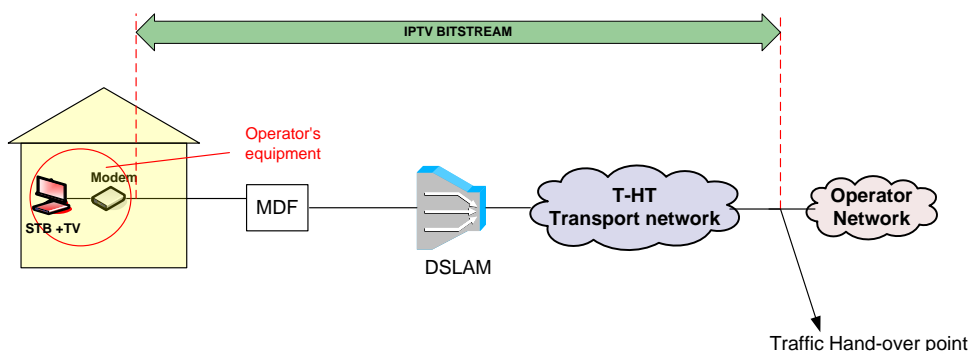 IPTV BITSTREAM
Operator's
equipment
Modem
STB +TV
MDF
DSLAM
T-HT
Transport network
Operator
Network
Traffic Hand-over point